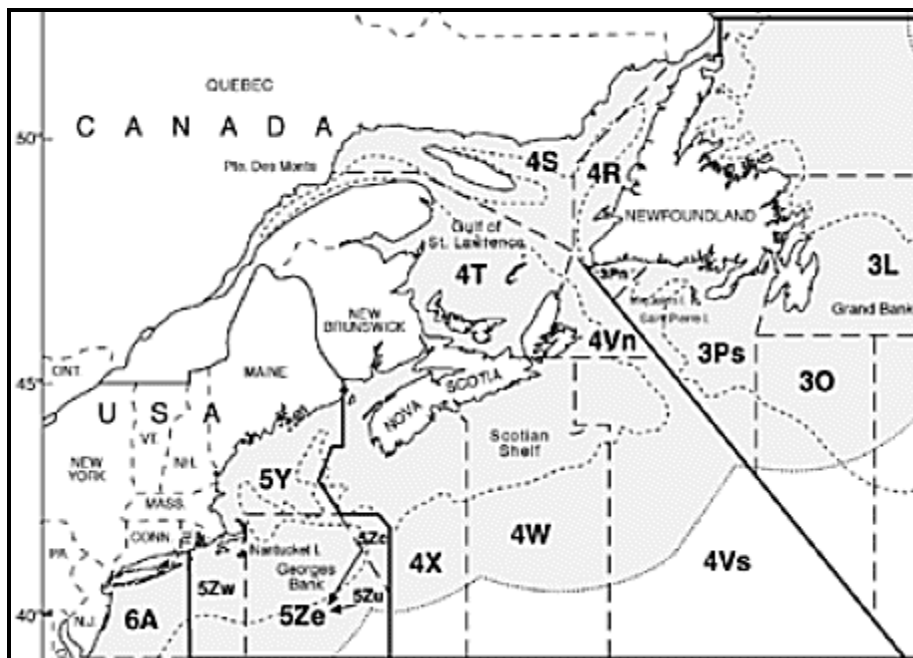 QUEBEC
C A N A D A
50°
Pte. Des Monts
4S
4R
NEWFOUNDLAND
Gulf of
St. Lawrence
4T
3Pn
3L
Grand Bank
NEW
BRUNSWICK
4Vn
3Ps
3O
ONT.
MAINE
45°
NOVA SCOTIA
U S A
VT.
N.H.
NEW
YORK
Scotian
Shelf
5Y
MASS.
CONN.
R.I.
PA.
Nantucket I.
5Zc
Georges
Bank
5Zw
5Zu
4X
4W
4Vs
40°
N.J.
6A
5Ze